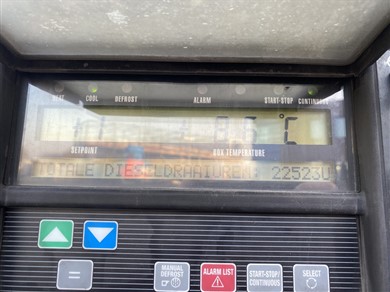 HEAT COOL DEFROST ALARM START-STOP CONTINUOUS
°C
SETPOINT BOX TEMPERATURE
TOTALE DIESELDRAAIUREN: 22523U
MANUAL DEFROST
ALARM LIST
START-STOP/CONTINUOUS
SELECT
=